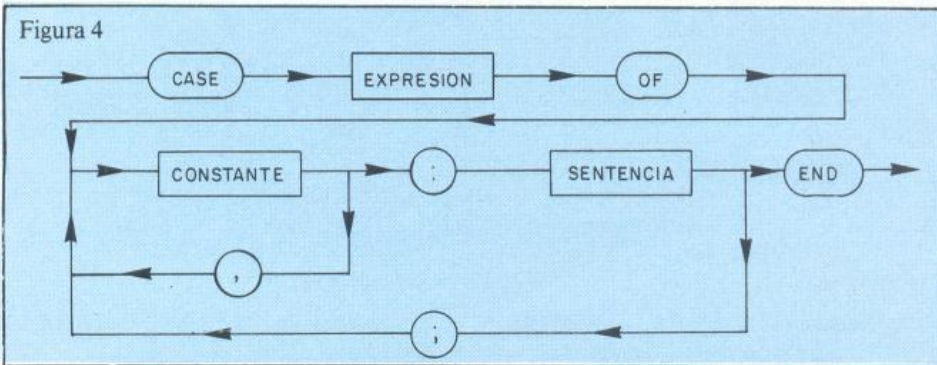 Figura 4
CASE EXPRESION OF
CONSTANTE : SENTENCIA END
,
;